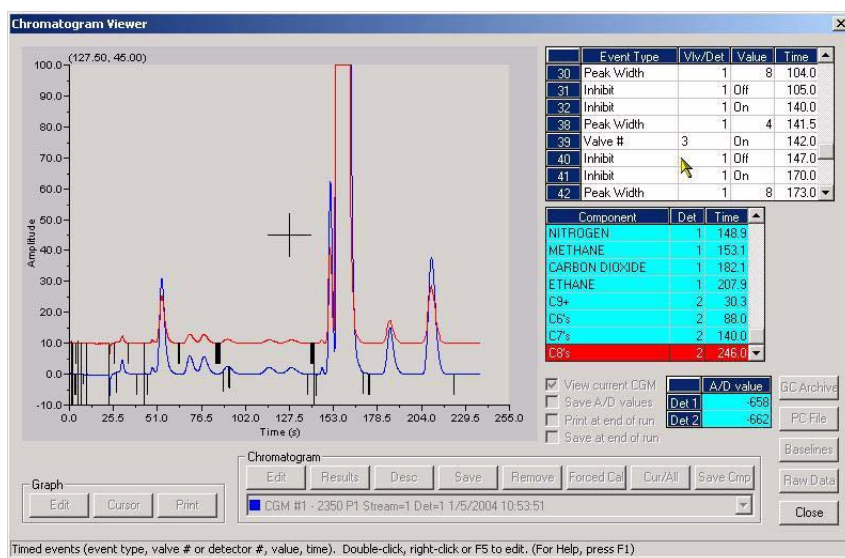 Chromatogram Viewer
(127.50, 45.00)
100.0
90.0
80.0
70.0
60.0
50.0
40.0
30.0
20.0
10.0
0.0
-10.0
Amplitude
0.0 25.5 51.0 76.5 102.0 127.5 153.0 178.5 204.0 229.5 255.0
Time (s)
Event Type Vlv/Det Value Time
30 Peak Width 1 8 104.0
31 Inhibit 1 Off 105.0
32 Inhibit 1 On 140.0
38 Peak Width 1 4 141.5
39 Valve # 3 On 142.0
40 Inhibit 1 Off 147.0
41 Inhibit 1 On 170.0
42 Peak Width 1 8 173.0
Component Det Time
NITROGEN 1 148.9
METHANE 1 153.1
CARBON DIOXIDE 1 182.1
ETHANE 1 207.9
C9+ 2 30.3
C6's 2 88.0
C7's 2 140.0
C8's 2 246.0
View current CGM
Save A/D values
Print at end of run
Save at end of run
A/D value
Det 1 -658
Det 2 -662
GC Archive
PC File
Baselines
Raw Data
Close
Graph
Edit Cursor Print
Chromatogram
Edit Results Desc Save Remove Forced Cal Cur/All Save Cmp
CGM #1 - 2350 P1 Stream=1 Det=1 1/5/2004 10:53:51
Timed events (event type, valve # or detector #, value, time). Double-click, right-click or F5 to edit. (For Help, press F1)